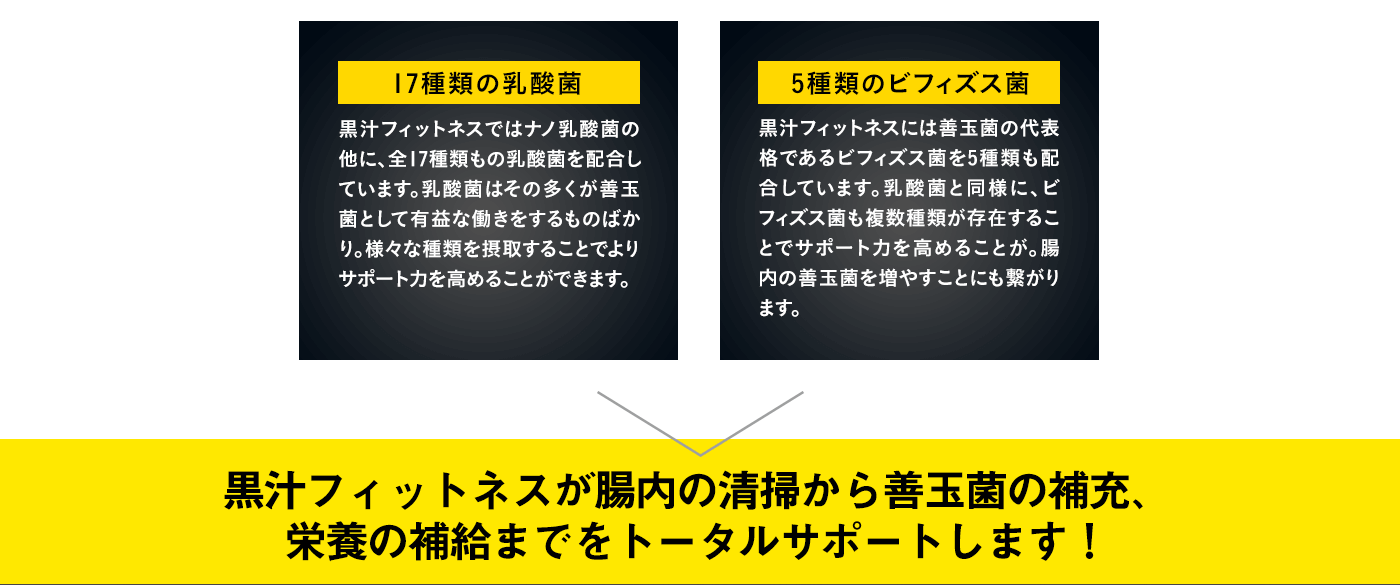 17種類の乳酸菌
黒汁フィットネスではナノ乳酸菌の
他に、全17種類もの乳酸菌を配合し
ています。乳酸菌はその多くが善玉
菌として有益な働きをするものばか
り。様々な種類を摂取することでより
サポート力を高めることができます。
5種類のビフィズス菌
黒汁フィットネスには善玉菌の代表
格であるビフィズス菌を5種類も配
合しています。乳酸菌と同様に、ビ
フィズス菌も複数種類が存在するこ
とでサポート力を高めることが。腸
内の善玉菌を増やすことにも繋がり
ます。
黒汁フィットネスが腸内の清掃から善玉菌の補充、
栄養の補給までをトータルサポートします！